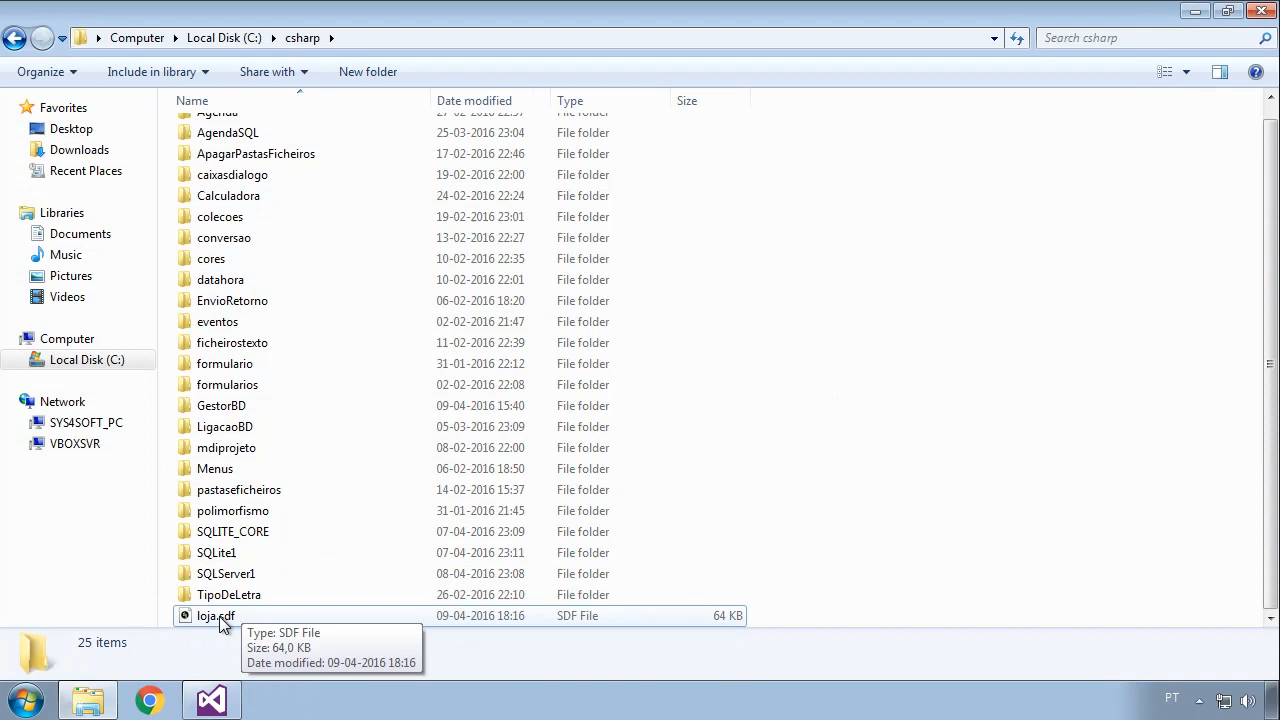 Computer Local Disk (C:) csharp
Search csharp
Organize Include in library Share with New folder
Name Date modified Type Size
Favorites
Desktop
Downloads
Recent Places
Libraries
Documents
Music
Pictures
Videos
Computer
Local Disk (C:)
Network
SYS4SOFT_PC
VBOXSVR
Agenda 27-02-2016 22:37 File folder
AgendaSQL 25-03-2016 23:04 File folder
ApagarPastasFicheiros 17-02-2016 22:46 File folder
caixasdialogo 19-02-2016 22:00 File folder
Calculadora 24-02-2016 22:24 File folder
colecoes 19-02-2016 23:01 File folder
conversao 13-02-2016 22:27 File folder
cores 10-02-2016 22:35 File folder
datahora 10-02-2016 22:01 File folder
EnvioRetorno 06-02-2016 18:20 File folder
eventos 02-02-2016 21:47 File folder
ficheirostexto 11-02-2016 22:39 File folder
formulario 31-01-2016 22:12 File folder
formularios 02-02-2016 22:08 File folder
GestorBD 09-04-2016 15:40 File folder
LigacaoBD 05-03-2016 23:09 File folder
mdiprojeto 08-02-2016 22:00 File folder
Menus 06-02-2016 18:50 File folder
pastaseficheiros 14-02-2016 15:37 File folder
polimorfismo 31-01-2016 21:45 File folder
SQLITE_CORE 07-04-2016 23:09 File folder
SQLite1 07-04-2016 23:11 File folder
SQLServer1 08-04-2016 23:08 File folder
TipoDeLetra 26-02-2016 22:10 File folder
loja.sdf 09-04-2016 18:16 SDF File 64 KB
Type: SDF File
Size: 64,0 KB
Date modified: 09-04-2016 18:16
25 items
PT